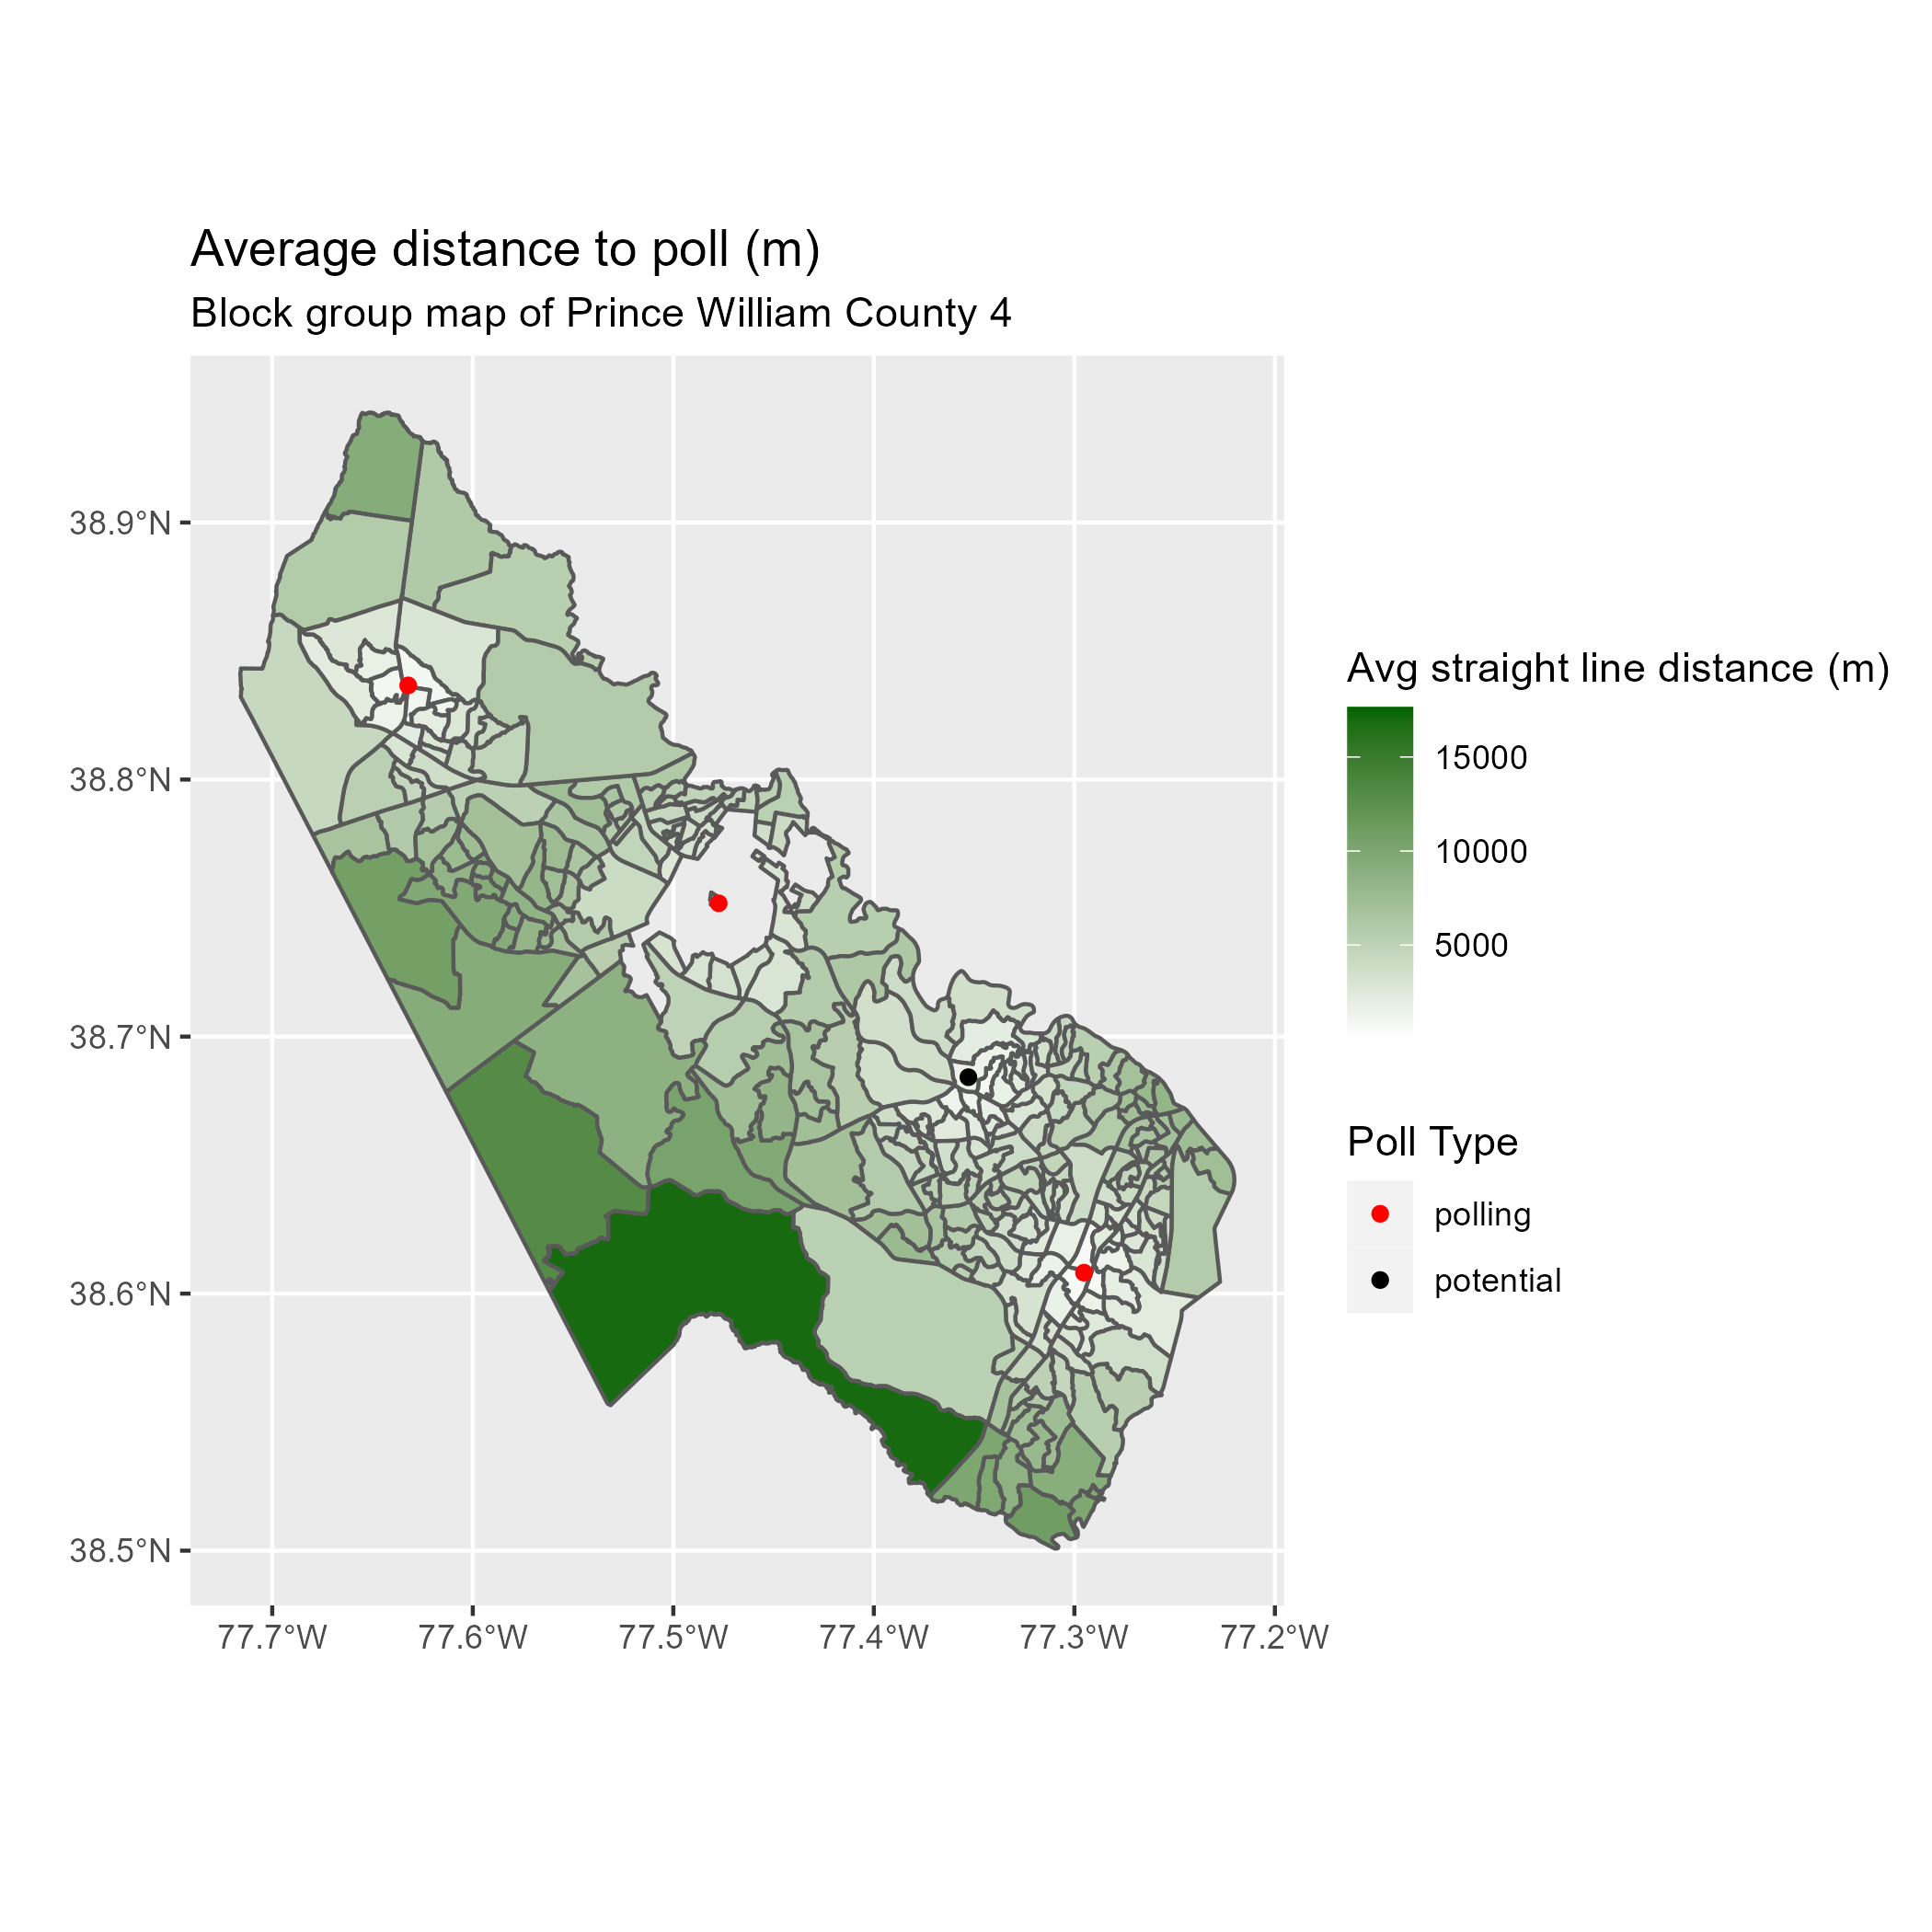 Average distance to poll (m)
Block group map of Prince William County 4
38.9°N
38.8°N
38.7°N
38.6°N
38.5°N
77.7°W
77.6°W
77.5°W
77.4°W
77.3°W
77.2°W
Avg straight line distance (m)
15000
10000
5000
Poll Type
polling
potential